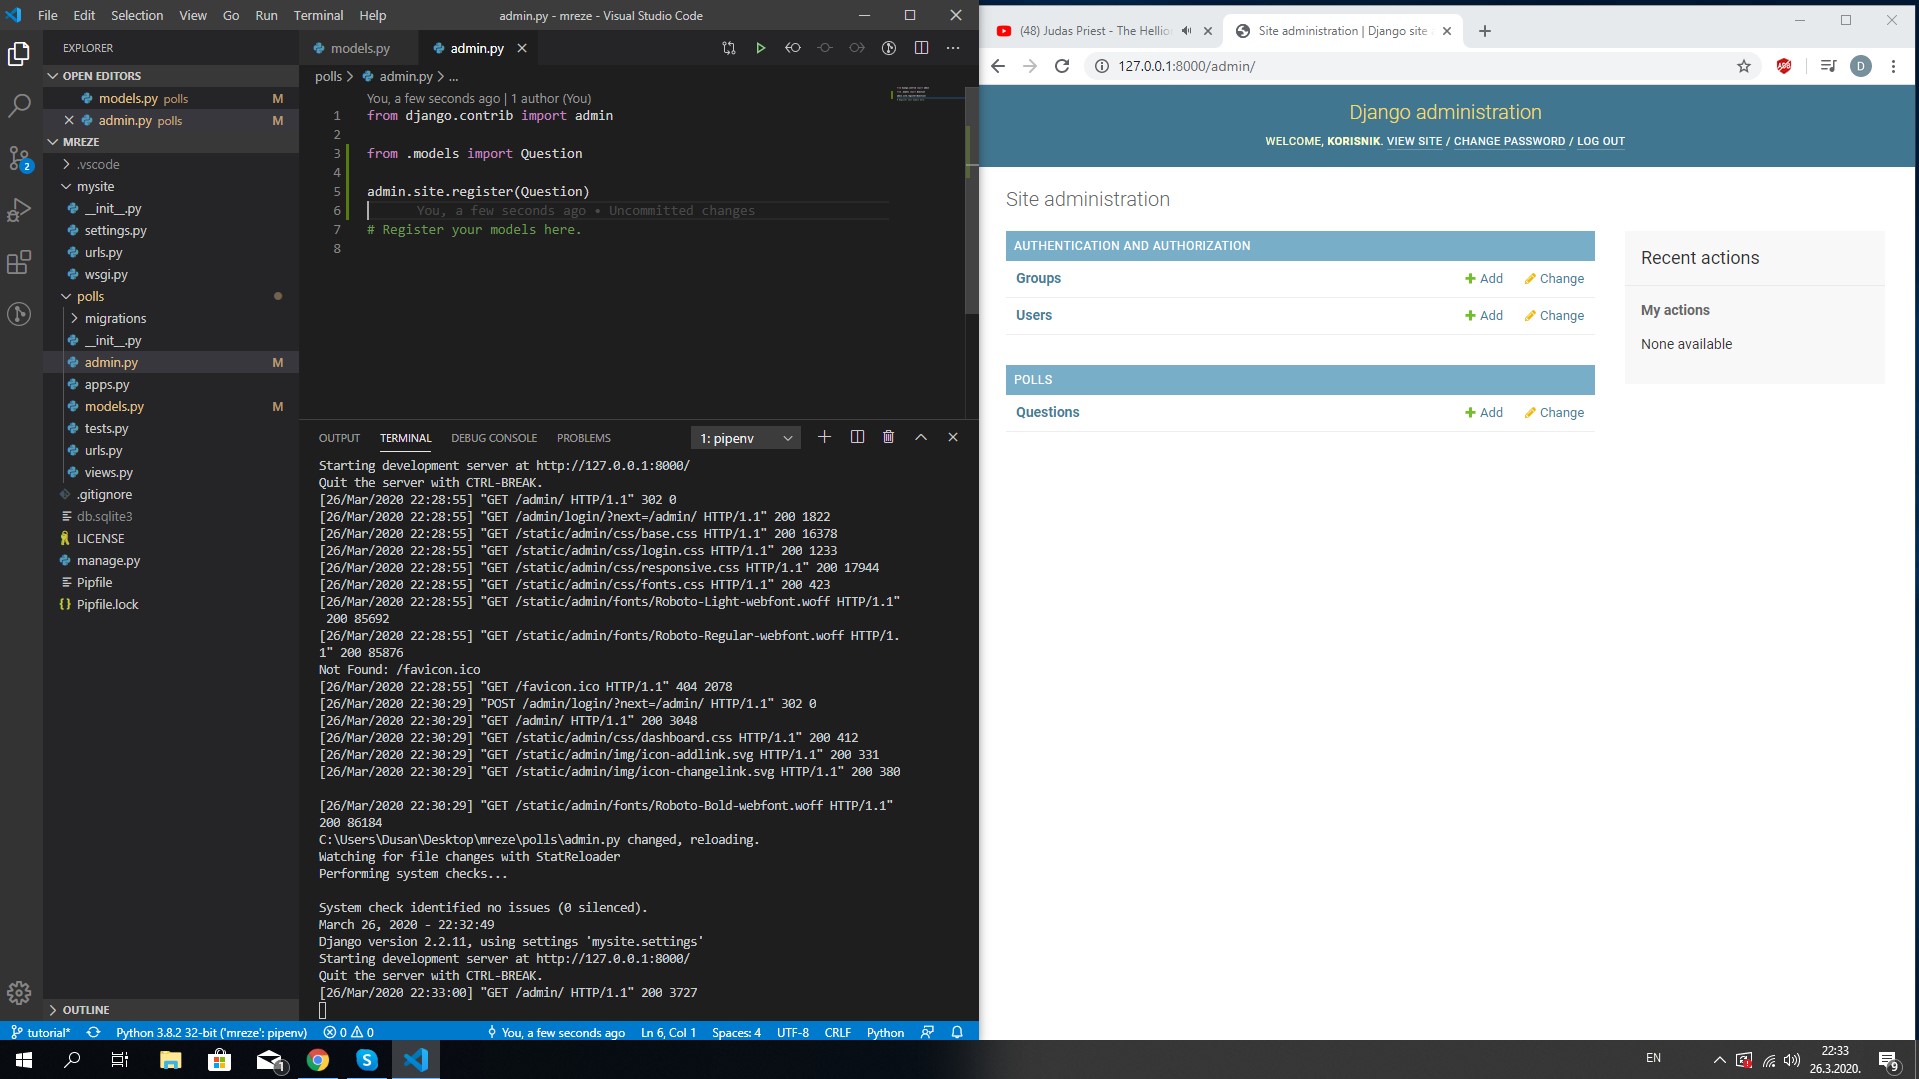 File Edit Selection View Go Run Terminal Help
admin.py - mreze - Visual Studio Code
EXPLORER
OPEN EDITORS
models.py polls M
admin.py polls M
MREZE
.vscode
mysite
__init__.py
settings.py
urls.py
wsgi.py
polls
migrations
__init__.py
admin.py M
apps.py
models.py M
tests.py
urls.py
views.py
.gitignore
db.sqlite3
LICENSE
manage.py
Pipfile
Pipfile.lock
OUTLINE
models.py admin.py
polls > admin.py > ...
You, a few seconds ago | 1 author (You)
1 from django.contrib import admin
2
3 from .models import Question
4
5 admin.site.register(Question)
6 You, a few seconds ago • Uncommitted changes
7 # Register your models here.
8
OUTPUT TERMINAL DEBUG CONSOLE PROBLEMS 1: pipenv
Starting development server at http://127.0.0.1:8000/
Quit the server with CTRL-BREAK.
[26/Mar/2020 22:28:55] "GET /admin/ HTTP/1.1" 302 0
[26/Mar/2020 22:28:55] "GET /admin/login/?next=/admin/ HTTP/1.1" 200 1822
[26/Mar/2020 22:28:55] "GET /static/admin/css/base.css HTTP/1.1" 200 16378
[26/Mar/2020 22:28:55] "GET /static/admin/css/login.css HTTP/1.1" 200 1233
[26/Mar/2020 22:28:55] "GET /static/admin/css/responsive.css HTTP/1.1" 200 17944
[26/Mar/2020 22:28:55] "GET /static/admin/css/fonts.css HTTP/1.1" 200 423
[26/Mar/2020 22:28:55] "GET /static/admin/fonts/Roboto-Light-webfont.woff HTTP/1.1"
200 85692
[26/Mar/2020 22:28:55] "GET /static/admin/fonts/Roboto-Regular-webfont.woff HTTP/1.
1" 200 85876
Not Found: /favicon.ico
[26/Mar/2020 22:28:55] "GET /favicon.ico HTTP/1.1" 404 2078
[26/Mar/2020 22:30:29] "POST /admin/login/?next=/admin/ HTTP/1.1" 302 0
[26/Mar/2020 22:30:29] "GET /admin/ HTTP/1.1" 200 3048
[26/Mar/2020 22:30:29] "GET /static/admin/css/dashboard.css HTTP/1.1" 200 412
[26/Mar/2020 22:30:29] "GET /static/admin/img/icon-addlink.svg HTTP/1.1" 200 331
[26/Mar/2020 22:30:29] "GET /static/admin/img/icon-changelink.svg HTTP/1.1" 200 380
[26/Mar/2020 22:30:29] "GET /static/admin/fonts/Roboto-Bold-webfont.woff HTTP/1.1"
200 86184
C:\Users\Dusan\Desktop\mreze\polls\admin.py changed, reloading.
Watching for file changes with StatReloader
Performing system checks...
System check identified no issues (0 silenced).
March 26, 2020 - 22:32:49
Django version 2.2.11, using settings 'mysite.settings'
Starting development server at http://127.0.0.1:8000/
Quit the server with CTRL-BREAK.
[26/Mar/2020 22:33:00] "GET /admin/ HTTP/1.1" 200 3727
2
tutorial* Python 3.8.2 32-bit ('mreze': pipenv) 0 0 You, a few seconds ago Ln 6, Col 1 Spaces: 4 UTF-8 CRLF Python
(48) Judas Priest - The Hellio Site administration | Django site
127.0.0.1:8000/admin/
ABP D
Django administration
WELCOME, KORISNIK. VIEW SITE / CHANGE PASSWORD / LOG OUT
Site administration
AUTHENTICATION AND AUTHORIZATION
Groups Add Change
Users Add Change
POLLS
Questions Add Change
Recent actions
My actions
None available
1
EN
22:33
26.3.2020.
9